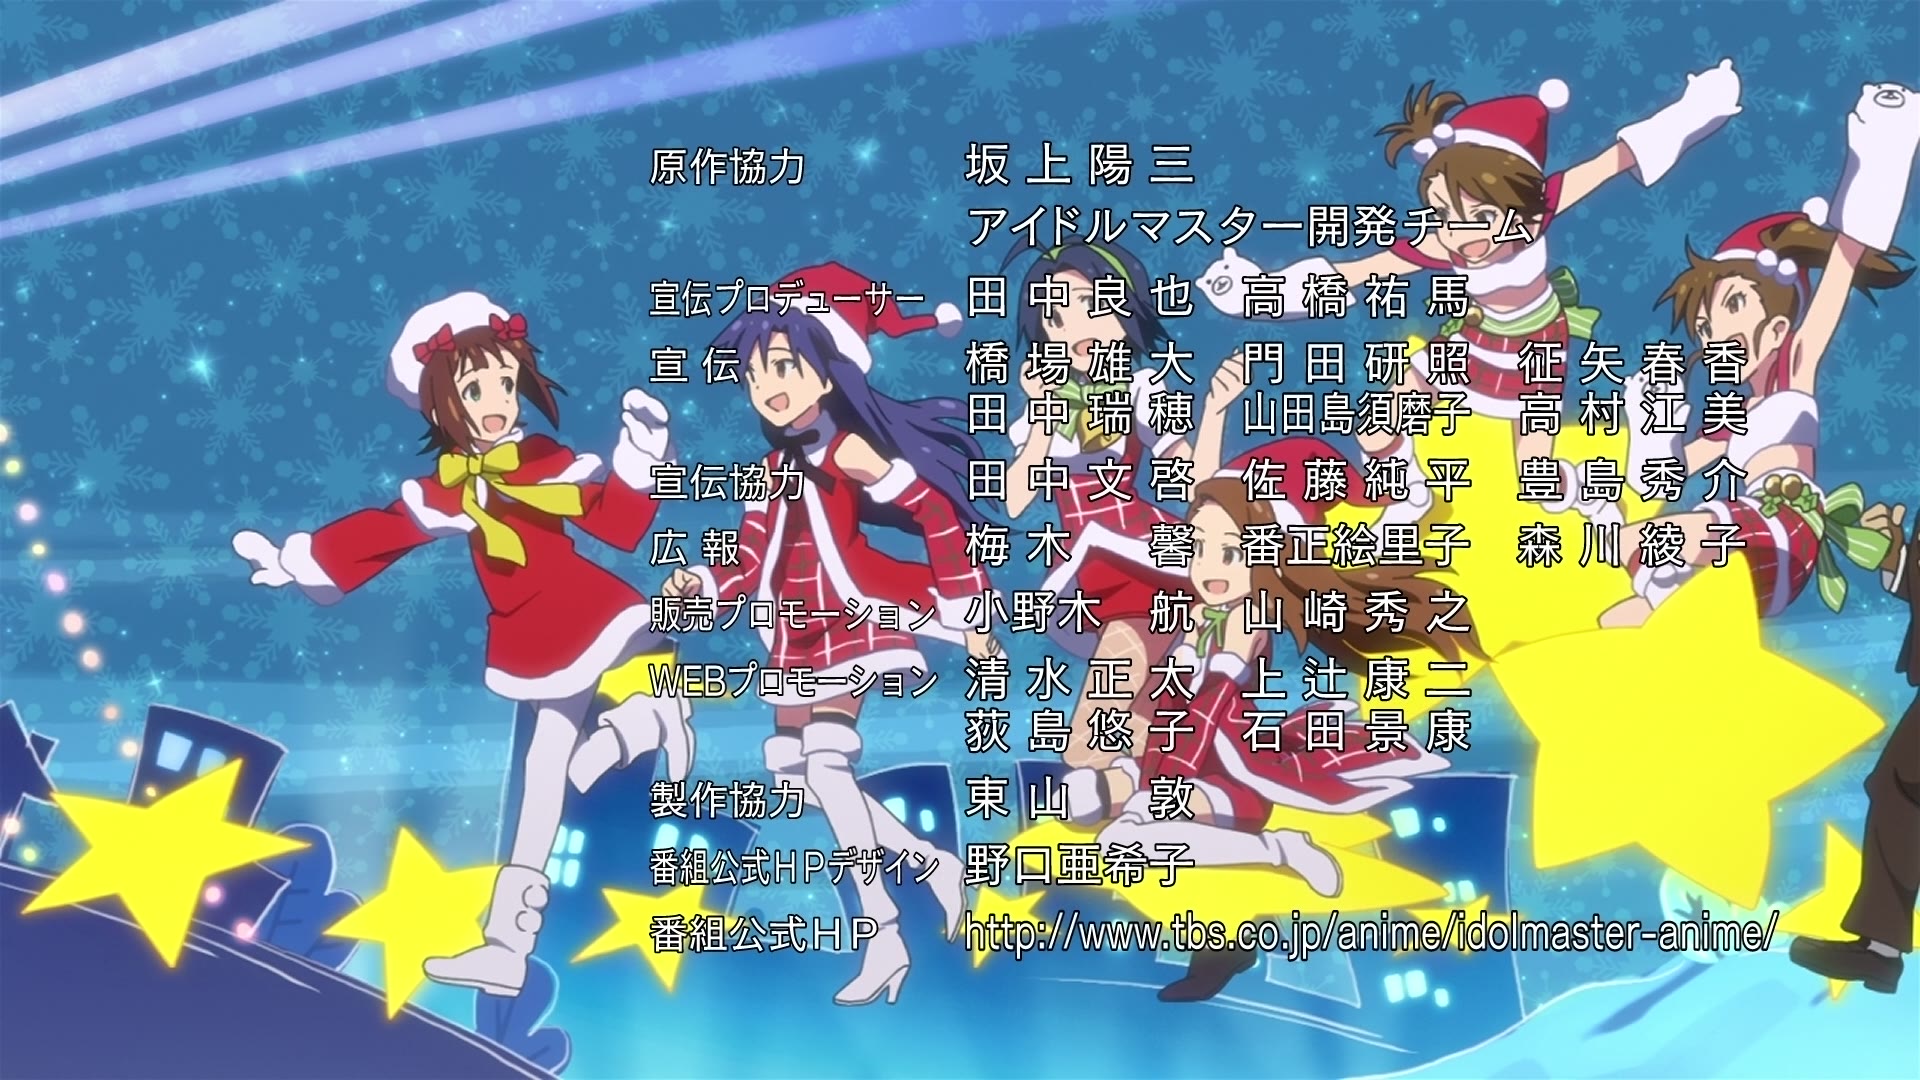 原作協力 坂上陽三
アイドルマスター開発チーム
宣伝プロデューサー 田中良也 高橋祐馬
宣伝 橋場雄大 門田研照 征矢春香
田中瑞穂 山田島須磨子 高村江美
宣伝協力 田中文啓 佐藤純平 豊島秀介
広報 梅木馨 番正絵里子 森川綾子
販売プロモーション 小野木航 山崎秀之
WEBプロモーション 清水正太 上辻康二
荻島悠子 石田景康
製作協力 東山敦
番組公式HPデザイン 野口亜希子
番組公式HP http://www.tbs.co.jp/anime/idolmaster-anime/